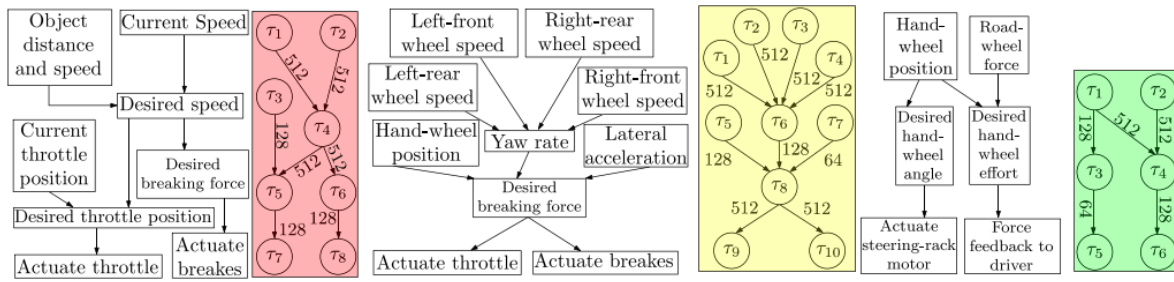 Object
distance
and speed
Current Speed
Desired speed
Current
throttle
position
Desired
breaking force
Desired throttle position
Actuate throttle
Actuate
breakes
τ1
τ2
512
512
τ3
τ4
128
512
512
τ5
τ6
128
128
τ7
τ8
Left-front
wheel speed
Right-rear
wheel speed
Left-rear
wheel speed
Right-front
wheel speed
Hand-wheel
position
Yaw rate
Lateral
acceleration
Desired
breaking force
Actuate throttle
Actuate breakes
τ2
τ3
τ1
512
512
τ4
512
512
τ5
τ6
τ7
128
128
64
τ8
512
512
τ9
τ10
Hand-
wheel
position
Road-
wheel
force
Desired
hand-
wheel
angle
Desired
hand-
wheel
effort
Actuate
steering-rack
motor
Force
feedback to
driver
τ1
τ2
128
512
512
τ3
τ4
64
128
τ5
τ6